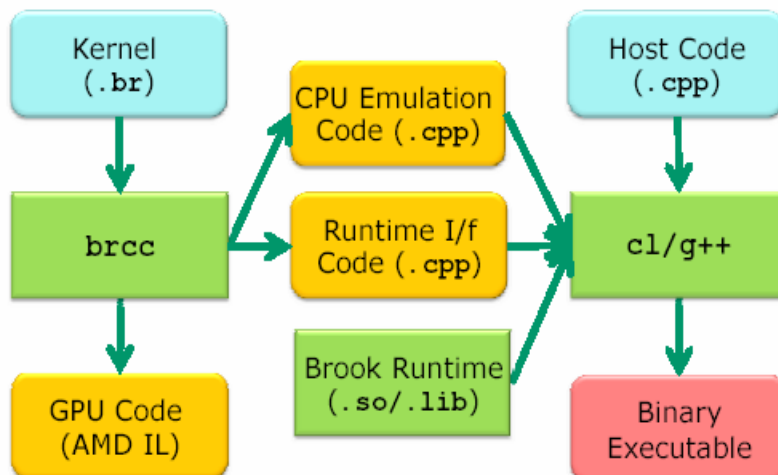 Kernel
(.br)
CPU Emulation
Code (.cpp)
Host Code
(.cpp)
brcc
Runtime I/f
Code (.cpp)
cl/g++
GPU Code
(AMD IL)
Brook Runtime
(.so/.lib)
Binary
Executable